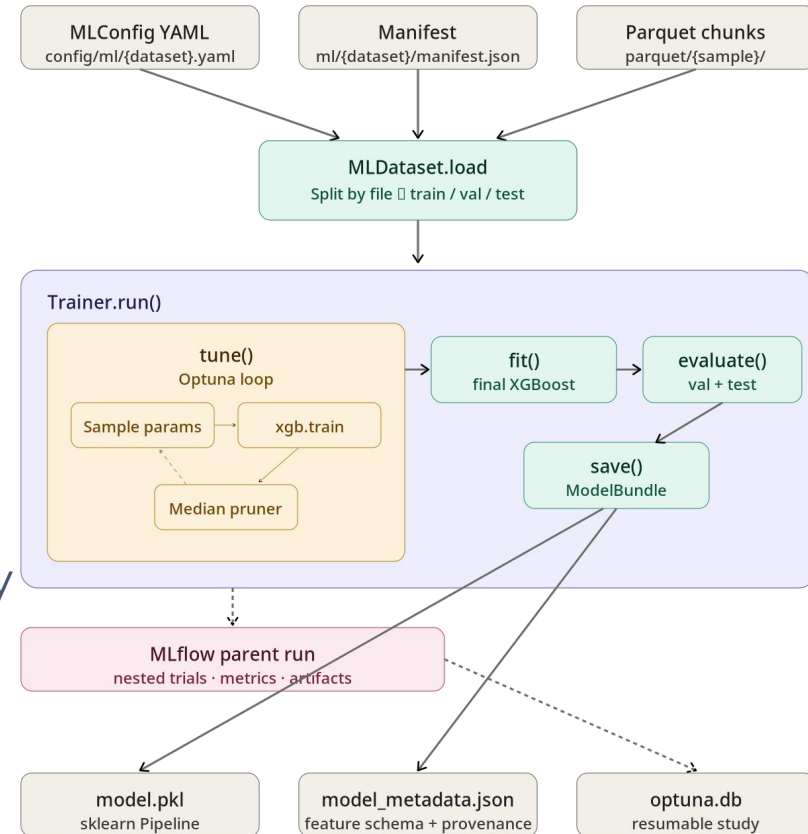 MLConfig YAML
config/ml/{dataset}.yaml
Manifest
ml/{dataset}/manifest.json
Parquet chunks
parquet/{sample}/
MLDataset.load
Split by file ▯ train / val / test
Trainer.run()
tune()
Optuna loop
Sample params
xgb.train
Median pruner
fit()
final XGBoost
evaluate()
val + test
save()
ModelBundle
y
MLflow parent run
nested trials · metrics · artifacts
model.pkl
sklearn Pipeline
model_metadata.json
feature schema + provenance
optuna.db
resumable study